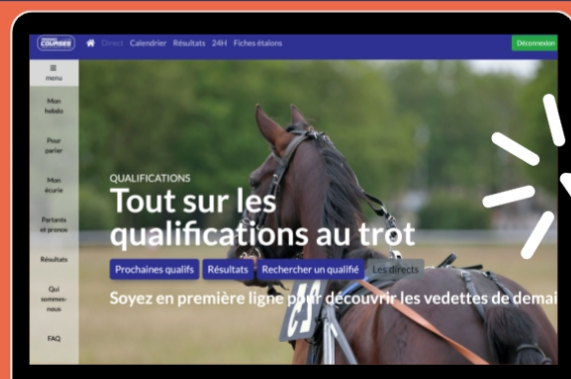 COURSES
Direct Calendrier Résultats 24H Fiches étalons
Déconnexion
menu
Mon
hebdo
Pour
parier
Mon
écurie
Partants
et pronos
Résultats
Qui
sommes-
nous
FAQ
QUALIFICATIONS
Tout sur les
qualifications au trot
Prochaines qualifs Résultats Rechercher un qualifié Les directs
Soyez en première ligne pour découvrir les vedettes de demai